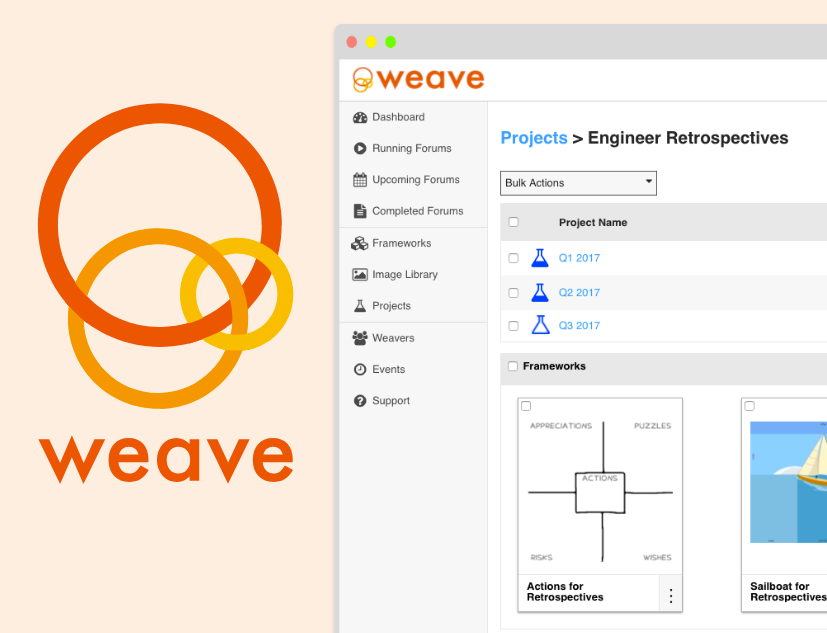 weave
weave
Dashboard
Running Forums
Upcoming Forums
Completed Forums
Frameworks
Image Library
Projects
Weavers
Events
Support
Projects > Engineer Retrospectives
Bulk Actions
Project Name
Q1 2017
Q2 2017
Q3 2017
Frameworks
APPRECIATIONS PUZZLES
ACTIONS
RISKS WISHES
Actions for
Retrospectives
Sailboat for
Retrospectives